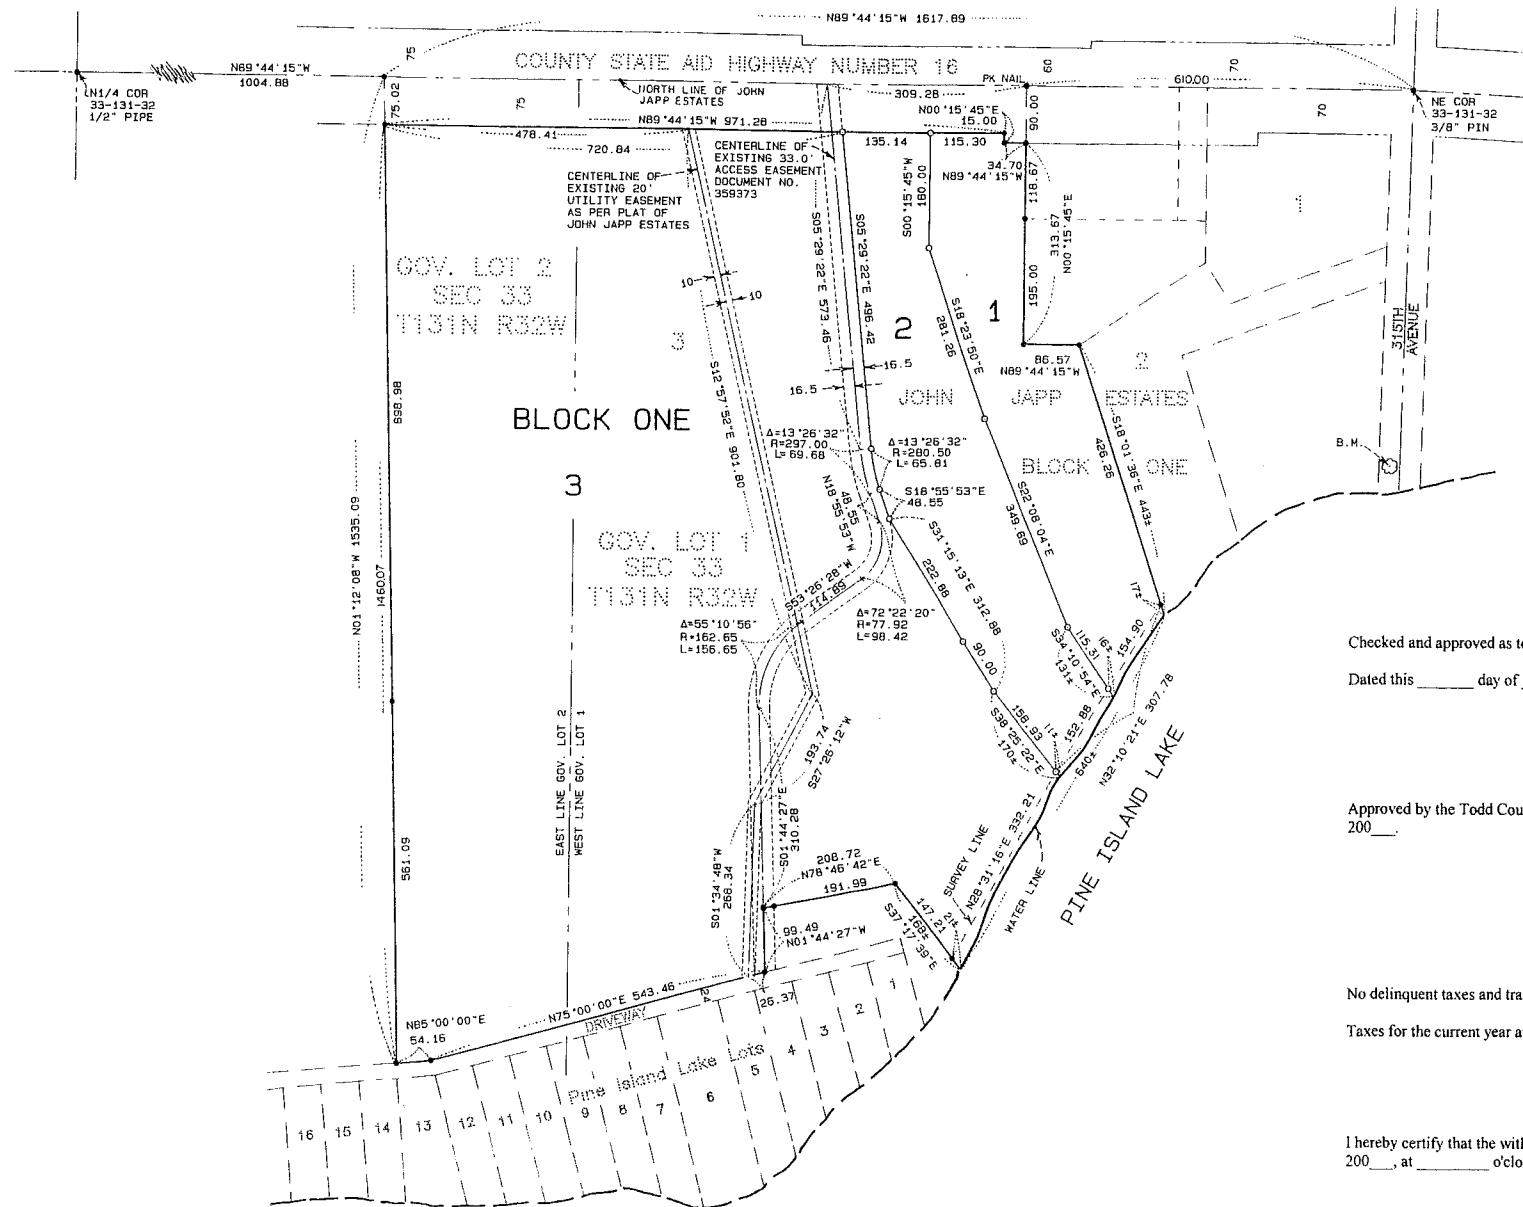 N89°44'15"W 1617.89
75
COUNTY STATE AID HIGHWAY NUMBER 16
60
70
N89°44'15"W
1004.88
PK NAIL
610.00
N1/4 COR
33-131-32
1/2" PIPE
75.02
75
NORTH LINE OF JOHN
JAPP ESTATES
309.28
N00°15'45"E
15.00
90.00
70
NE COR
33-131-32
3/8" PIN
N89°44'15"W 971.28
478.41
720.84
CENTERLINE OF
EXISTING 33.0'
ACCESS EASEMENT
DOCUMENT NO.
359373
135.14
115.30
34.70
N89°44'15"W
118.67
CENTERLINE OF
EXISTING 20'
UTILITY EASEMENT
AS PER PLAT OF
JOHN JAPP ESTATES
S00°15'45"W
180.00
313.67
N00°15'45"E
195.00
1
S05°29'22"E 573.46
S05°29'22"E 496.42
GOV. LOT 2
SEC 33
T131N R32W
10
10
3
2
1
S18°23'50"E
281.26
315TH
AVENUE
86.57
N89°44'15"W
2
16.5
16.5
S12°57'52"E 901.80
JOHN JAPP ESTATES
BLOCK ONE
898.98
S18°01'36"E 443±
426.26
Δ=13°26'32"
R=297.00
L=69.68
Δ=13°26'32"
R=280.50
L=65.81
B.M.
BLOCK ONE
3
S18°55'53"E
48.55
48.55
N18°55'53"W
S22°08'04"E
349.69
N01°12'08"W 1535.09
1460.07
GOV. LOT 1
SEC 33
T131N R32W
S31°15'13"E 312.88
222.88
S53°26'28"W
114.89
17±
Δ=55°10'56"
R=162.65
L=156.65
Δ=72°22'20"
R=77.92
L=98.42
90.00
115.31
S34°10'54"E
131±
16±
154.90
Checked and approved as to
Dated this ______ day of
158.93
S38°25'22"E
170±
11±
152.88
640±
N32°10'21"E 307.78
193.74
S27°26'12"W
EAST LINE GOV. LOT 2
WEST LINE GOV. LOT 1
S01°44'27"E
310.28
PINE ISLAND LAKE
Approved by the Todd Cou
200___.
561.09
S01°34'48"W
268.34
208.72
N78°46'42"E
191.99
SURVEY LINE
N28°31'16"E 332.21
WATER LINE
147.21
168±
S37°17'39"E
21±
99.49
N01°44'27"W
No delinquent taxes and tra
N85°00'00"E
54.16
N75°00'00"E 543.46
24
26.37
DRIVEWAY
Taxes for the current year a
Pine Island Lake Lots
16 15 14 13 12 11 10 9 8 7 6 5 4 3 2 1
I hereby certify that the with
200___, at ________ o'clo